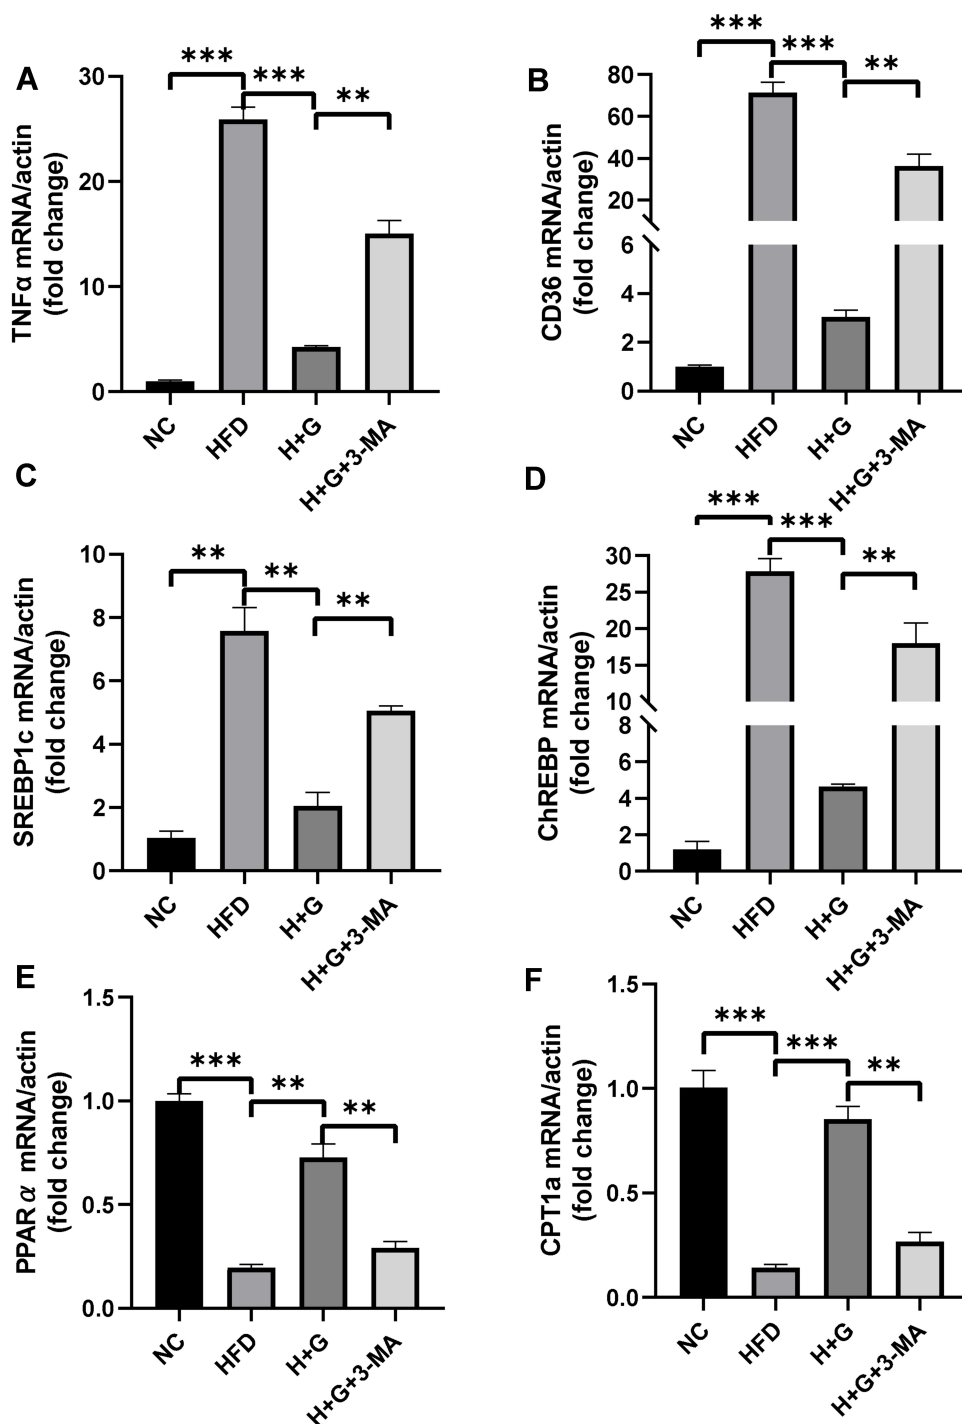 A
TNFα mRNA/actin
(fold change)
30
20
10
0
***
***
**
NC
HFD
H+G
H+G+3-MA
B
CD36 mRNA/actin
(fold change)
80
60
40
20
6
4
2
0
***
***
**
NC
HFD
H+G
H+G+3-MA
C
SREBP1c mRNA/actin
(fold change)
10
8
6
4
2
0
**
**
**
NC
HFD
H+G
H+G+3-MA
D
ChREBP mRNA/actin
(fold change)
30
25
20
15
10
8
6
4
2
0
***
***
**
NC
HFD
H+G
H+G+3-MA
E
PPARα mRNA/actin
(fold change)
1.5
1.0
0.5
0.0
***
**
**
NC
HFD
H+G
H+G+3-MA
F
CPT1a mRNA/actin
(fold change)
1.5
1.0
0.5
0.0
***
***
**
NC
HFD
H+G
H+G+3-MA